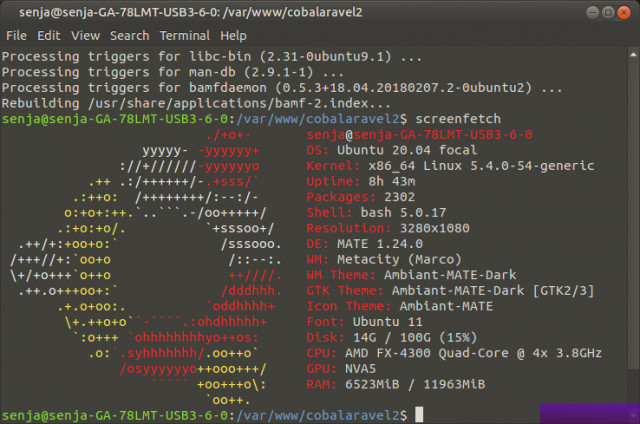 senja@senja-GA-78LMT-USB3-6-0: /var/www/cobalaravel2
File Edit View Search Terminal Help
Processing triggers for libc-bin (2.31-0ubuntu9.1) ...
Processing triggers for man-db (2.9.1-1) ...
Processing triggers for bamfdaemon (0.5.3+18.04.20180207.2-0ubuntu2) ...
Rebuilding /usr/share/applications/bamf-2.index...
senja@senja-GA-78LMT-USB3-6-0:/var/www/cobalaravel2$ screenfetch
./+o+- senja@senja-GA-78LMT-USB3-6-0
yyyyy- -yyyyyy+ OS: Ubuntu 20.04 focal
://+//////-yyyyyyo Kernel: x86_64 Linux 5.4.0-54-generic
.++ .:/++++++/-.+sss/` Uptime: 8h 43m
.:++o: /++++++++/:--:/- Packages: 2302
o:+o+:++.`..```.-/oo+++++/ Shell: bash 5.0.17
.:+o:+o/. `+sssoo+/ Resolution: 3280x1080
.++/+:+oo+o:` /sssooo. DE: MATE 1.24.0
/+++//+:`oo+o /::--:. WM: Metacity (Marco)
\+/+o+++`o++o ++////. WM Theme: Ambiant-MATE-Dark
.++.o+++oo+:` /dddhhh. GTK Theme: Ambiant-MATE-Dark [GTK2/3]
.+.o+oo:. `oddhhhh+ Icon Theme: Ambiant-MATE
\+.++o+o``-````.:ohdhhhhh+ Font: Ubuntu 11
`:o+++ `ohhhhhhhhyo++os: Disk: 14G / 100G (15%)
.o:`.syhhhhhhh/.oo++o` CPU: AMD FX-4300 Quad-Core @ 4x 3.8GHz
/osyyyyyyo++ooo+++/ GPU: NVA5
````` +oo+++o\: RAM: 6523MiB / 11963MiB
`oo++.
senja@senja-GA-78LMT-USB3-6-0:/var/www/cobalaravel2$